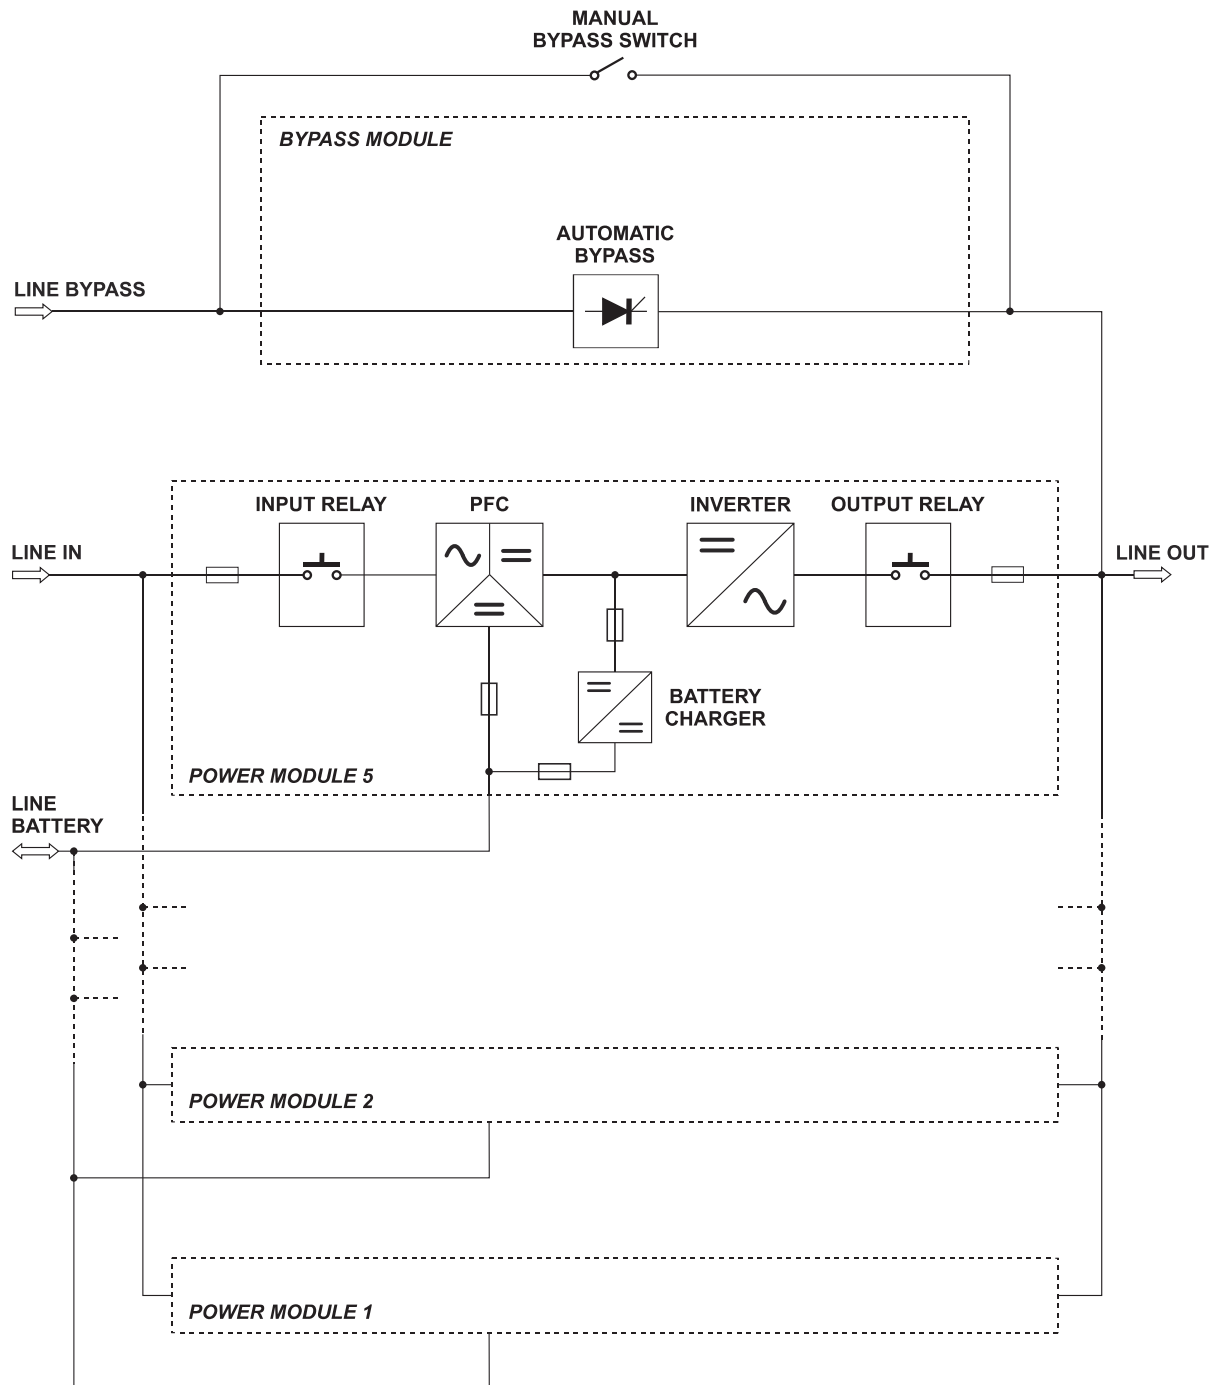 MANUAL
BYPASS SWITCH
BYPASS MODULE
AUTOMATIC
BYPASS
LINE BYPASS
INPUT RELAY
PFC
INVERTER
OUTPUT RELAY
LINE IN
LINE OUT
BATTERY
CHARGER
POWER MODULE 5
LINE
BATTERY
POWER MODULE 2
POWER MODULE 1